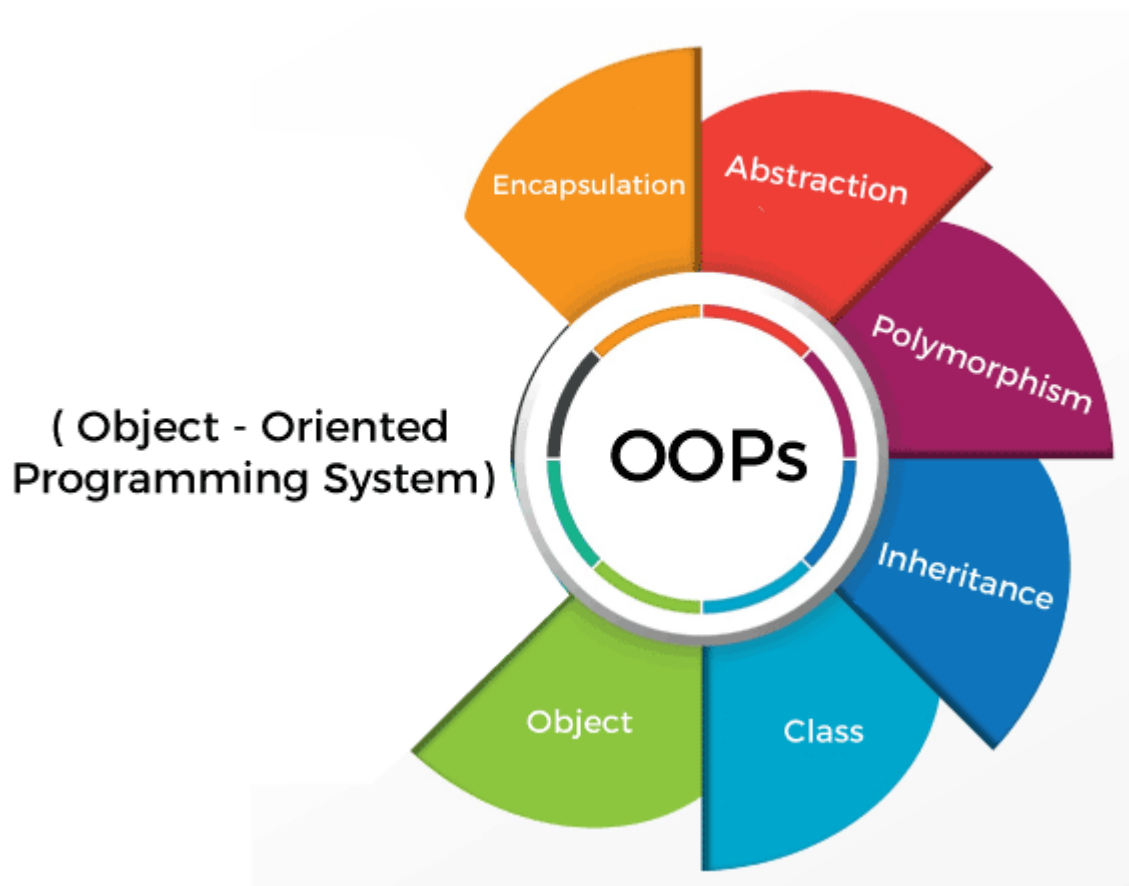 Encapsulation
Abstraction
Polymorphism
Inheritance
Class
Object
OOPs
( Object - Oriented
Programming System)